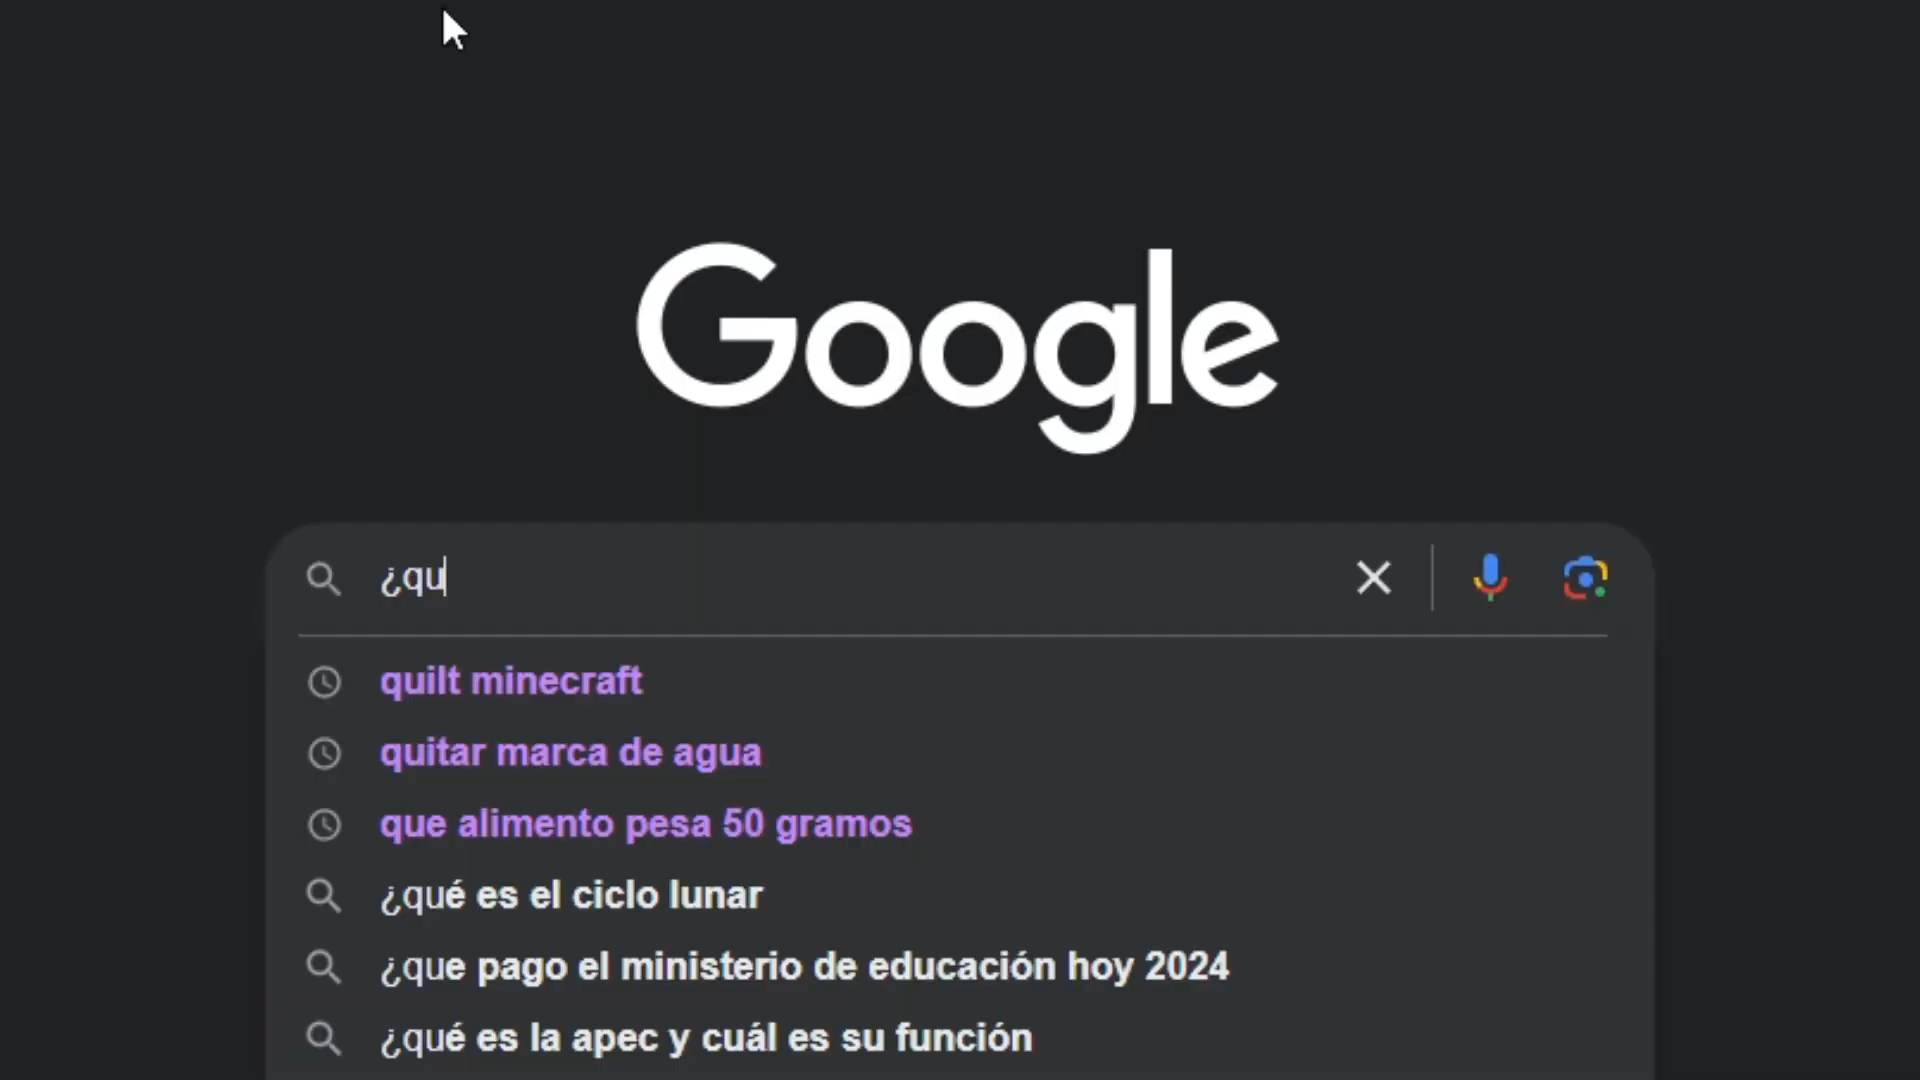 Google
¿qu
quilt minecraft
quitar marca de agua
que alimento pesa 50 gramos
¿qué es el ciclo lunar
¿que pago el ministerio de educación hoy 2024
¿qué es la apec y cuál es su función